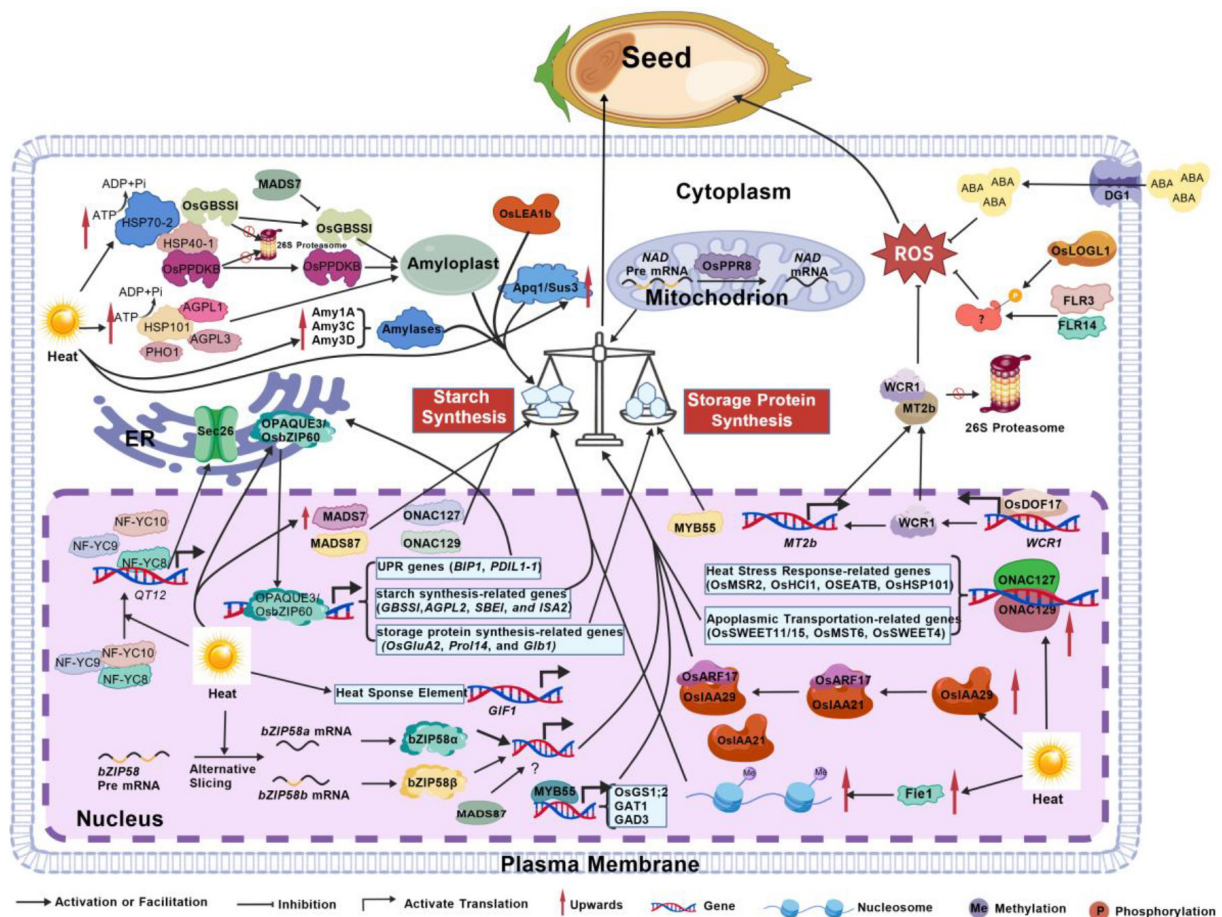 Seed
Cytoplasm
ADP+Pi
ATP
HSP70-2
OsGBSSI
MADS7
OsGBSSI
HSP40-1
26S Proteasome
OsPPDKB
OsPPDKB
ADP+Pi
ATP
HSP101
AGPL1
AGPL3
PHO1
Heat
Amy1A
Amy3C
Amy3D
Amylases
Amyloplast
OsLEA1b
Apq1/Sus3
NAD
Pre mRNA
OsPPR8
NAD
mRNA
Mitochodrion
ABA
ABA
ABA
DG1
ABA
ABA
ABA
ROS
OsLOGL1
P
?
FLR3
FLR14
WCR1
MT2b
26S Proteasome
Starch
Synthesis
Storage Protein
Synthesis
ER
Sec26
OPAQUE3/
OsbZIP60
NF-YC10
NF-YC9
NF-YC8
QT12
MADS7
MADS87
ONAC127
ONAC129
MYB55
MT2b
WCR1
OsDOF17
WCR1
OPAQUE3/
OsbZIP60
UPR genes (BIP1, PDIL1-1)
starch synthesis-related genes
(GBSSI,AGPL2, SBEI, and ISA2)
storage protein synthesis-related genes
(OsGluA2, Prol14, and Glb1)
Heat Stress Response-related genes
(OsMSR2, OsHCI1, OSEATB, OsHSP101)
Apoplasmic Transportation-related genes
(OsSWEET11/15, OsMST6, OsSWEET4)
ONAC127
ONAC129
NF-YC10
NF-YC9
NF-YC8
Heat
Heat Sponse Element
GIF1
OsARF17
OsIAA29
OsARF17
OsIAA21
OsIAA29
OsIAA21
bZIP58
Pre mRNA
Alternative
Slicing
bZIP58a mRNA
bZIP58b mRNA
bZIP58α
bZIP58β
?
MADS87
MYB55
OsGS1;2
GAT1
GAD3
Me
Me
Fie1
Heat
Nucleus
Plasma Membrane
Activation or Facilitation
Inhibition
Activate Translation
Upwards
Gene
Nucleosome
Me
Methylation
P
Phosphorylation